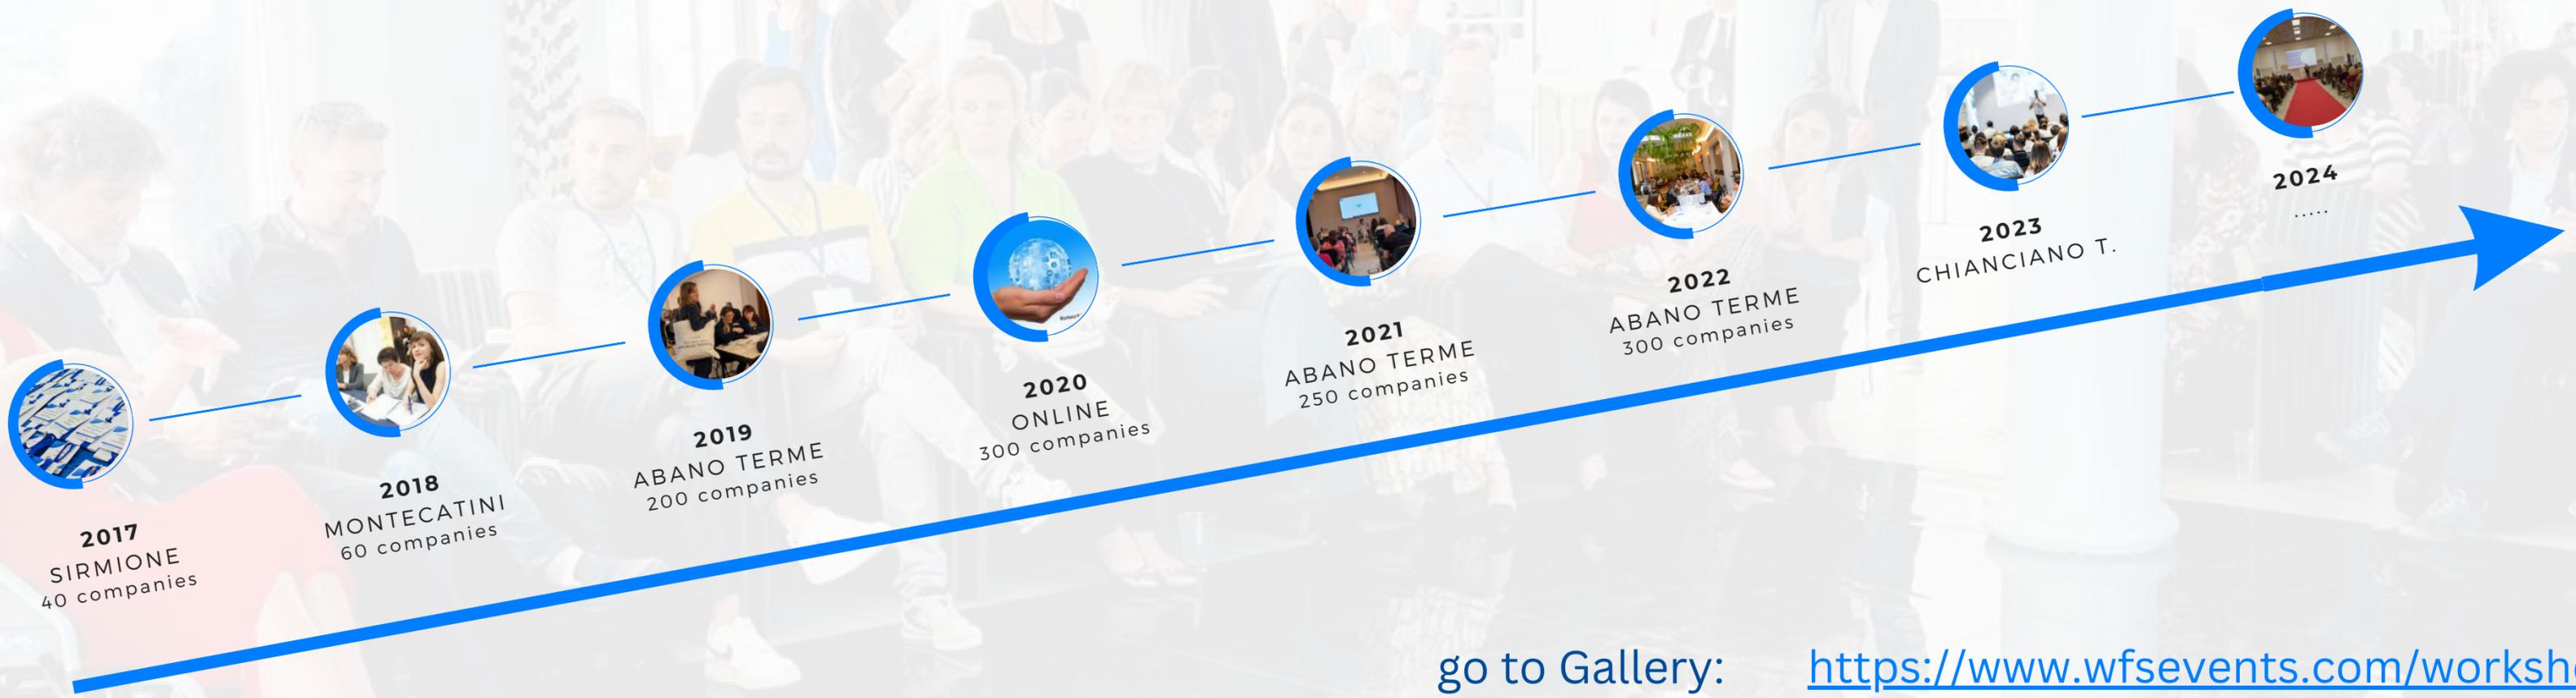 2017
SIRMIONE
40 companies
2018
MONTECATINI
60 companies
2019
ABANO TERME
200 companies
2020
ONLINE
300 companies
2021
ABANO TERME
250 companies
2022
ABANO TERME
300 companies
2023
CHIANCIANO T.
2024
.....
go to Gallery: https://www.wfsevents.com/worksh